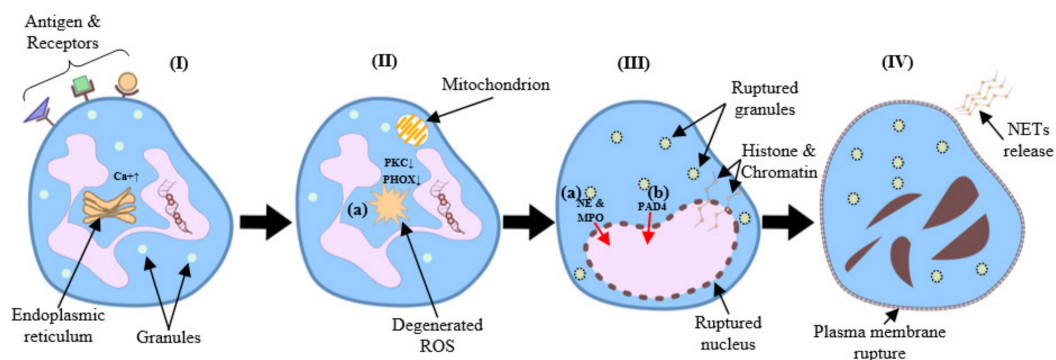 Antigen &
Receptors
(I)
Ca+↑
Endoplasmic
reticulum
Granules
(II)
Mitochondrion
PKC↓
PHOX↓
(a)
Degenerated
ROS
(III)
Ruptured
granules
Histone &
Chromatin
(a)
NE &
MPO
(b)
PAD4
Ruptured
nucleus
(IV)
NETs
release
Plasma membrane
rupture